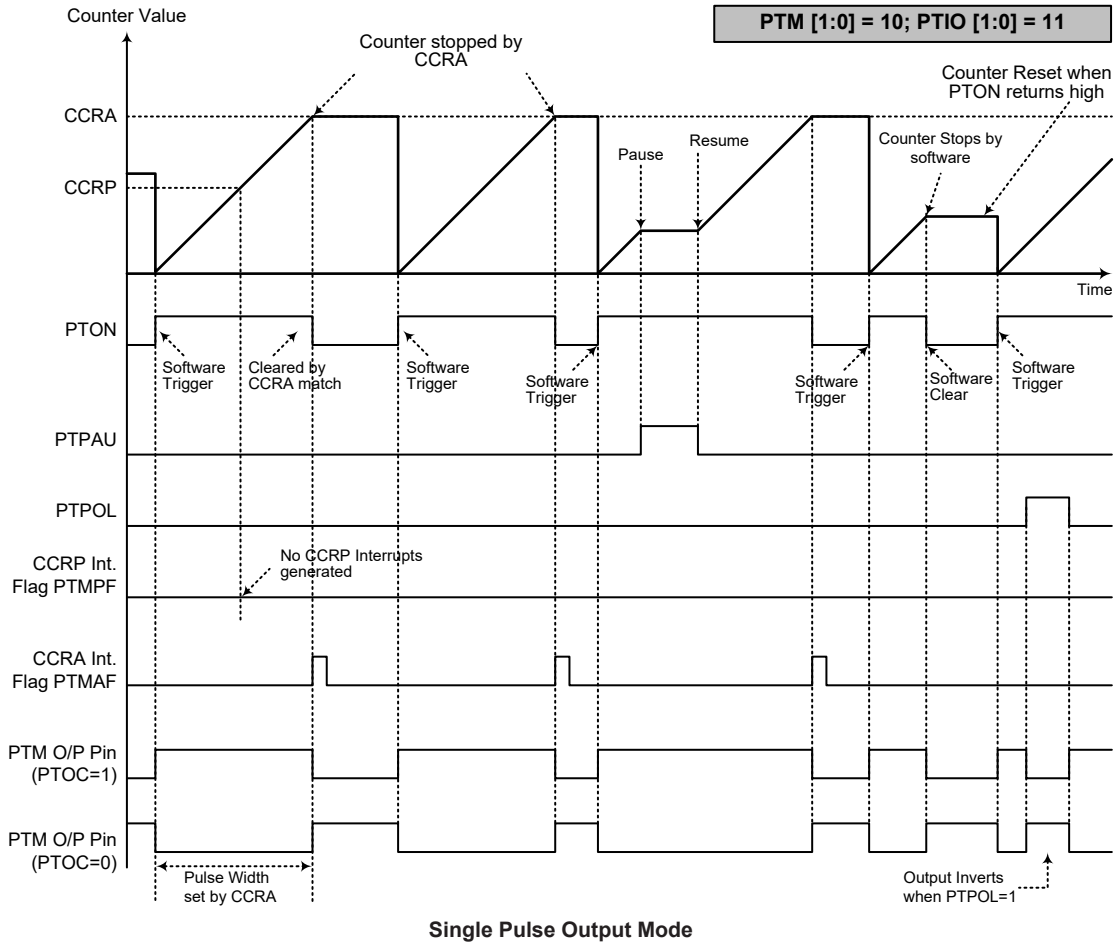 Counter Value
PTM [1:0] = 10; PTIO [1:0] = 11
Counter stopped by
CCRA
Counter Reset when
PTON returns high
CCRA
Pause
Resume
Counter Stops by
software
CCRP
Time
PTON
Software
Trigger
Cleared by
CCRA match
Software
Trigger
Software
Trigger
Software
Trigger
Software
Clear
Software
Trigger
PTPAU
PTPOL
No CCRP Interrupts
generated
CCRP Int.
Flag PTMPF
CCRA Int.
Flag PTMAF
PTM O/P Pin
(PTOC=1)
PTM O/P Pin
(PTOC=0)
Pulse Width
set by CCRA
Output Inverts
when PTPOL=1
Single Pulse Output Mode